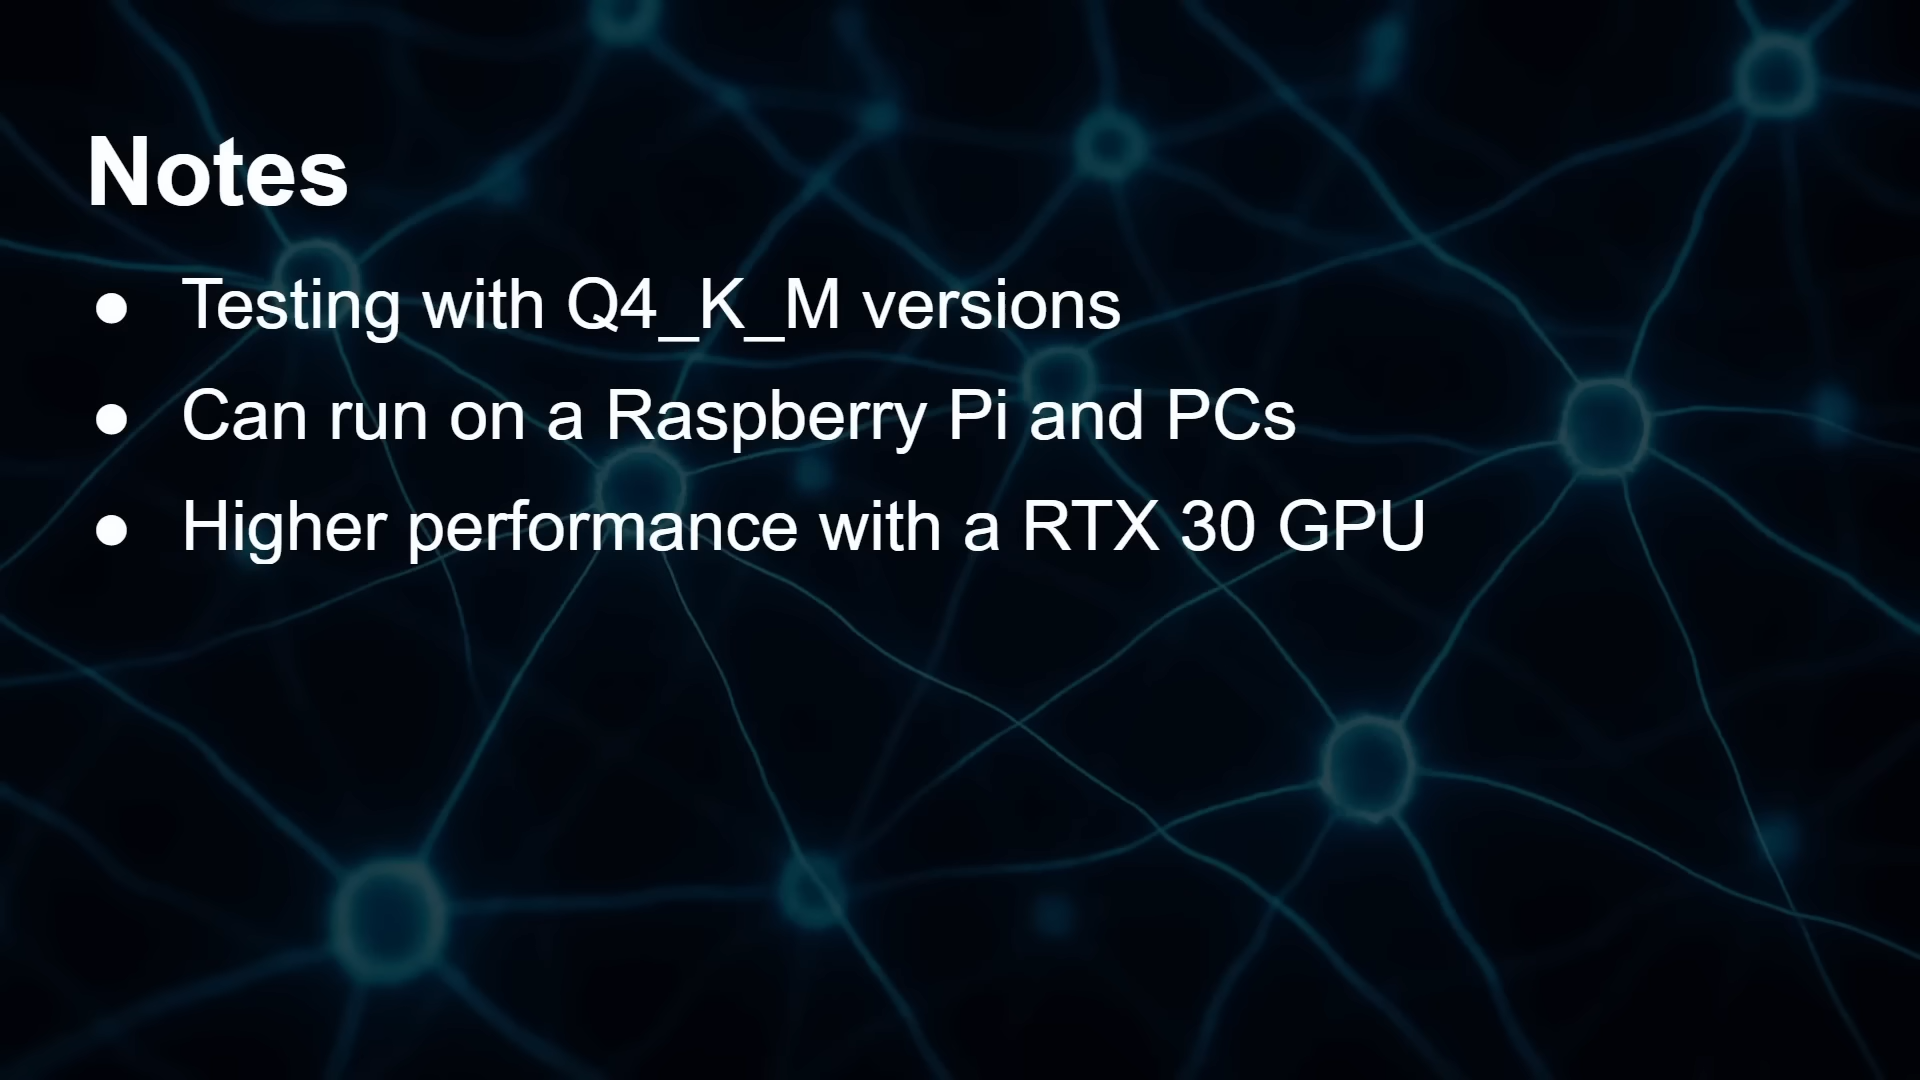 Notes
● Testing with Q4_K_M versions
● Can run on a Raspberry Pi and PCs
● Higher performance with a RTX 30 GPU